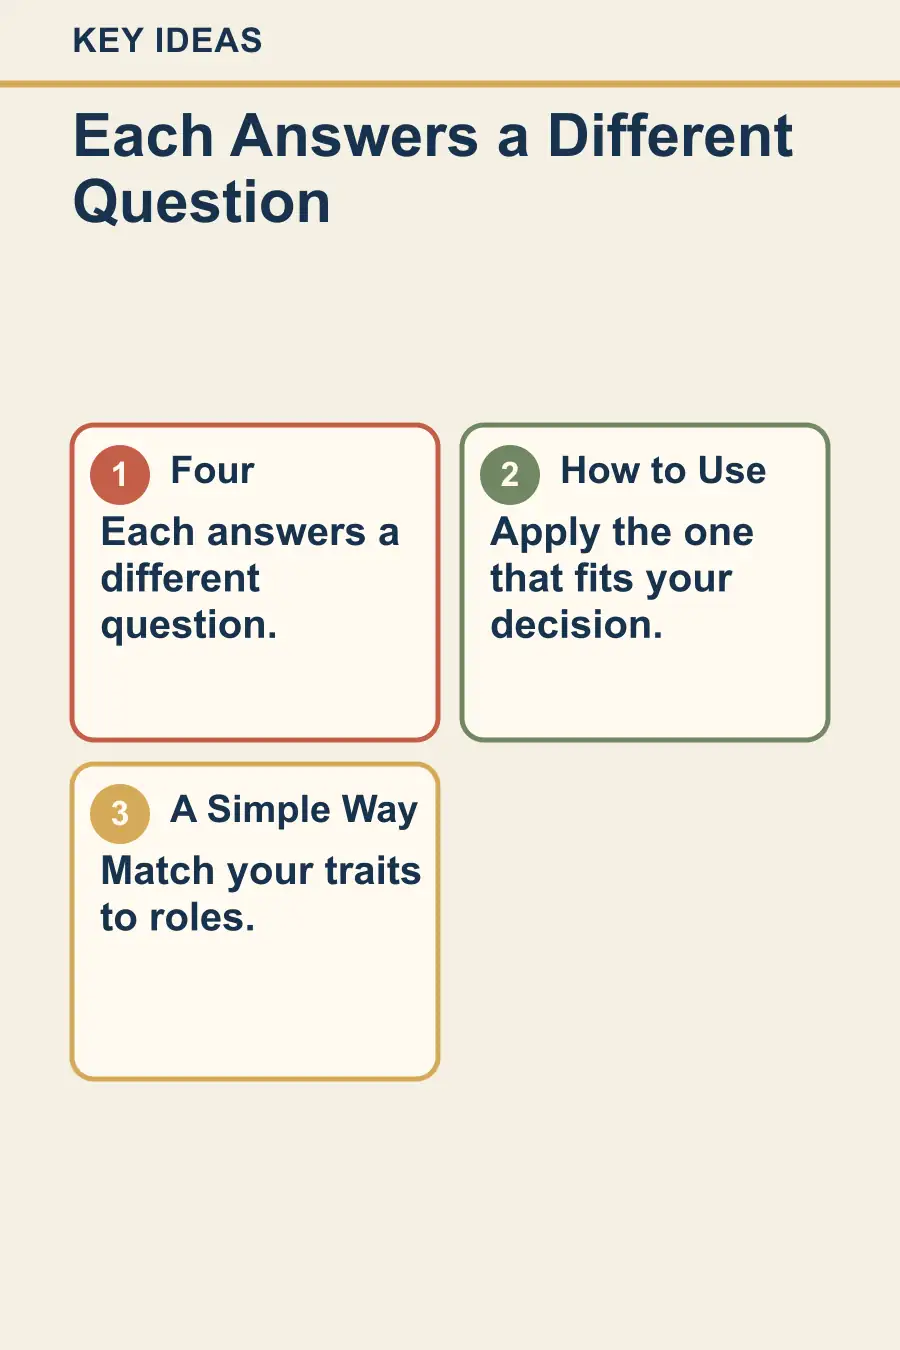 KEY IDEAS
Each Answers a Different
Question
1 Four
Each answers a
different
question.
2 How to Use
Apply the one
that fits your
decision.
3 A Simple Way
Match your traits
to roles.